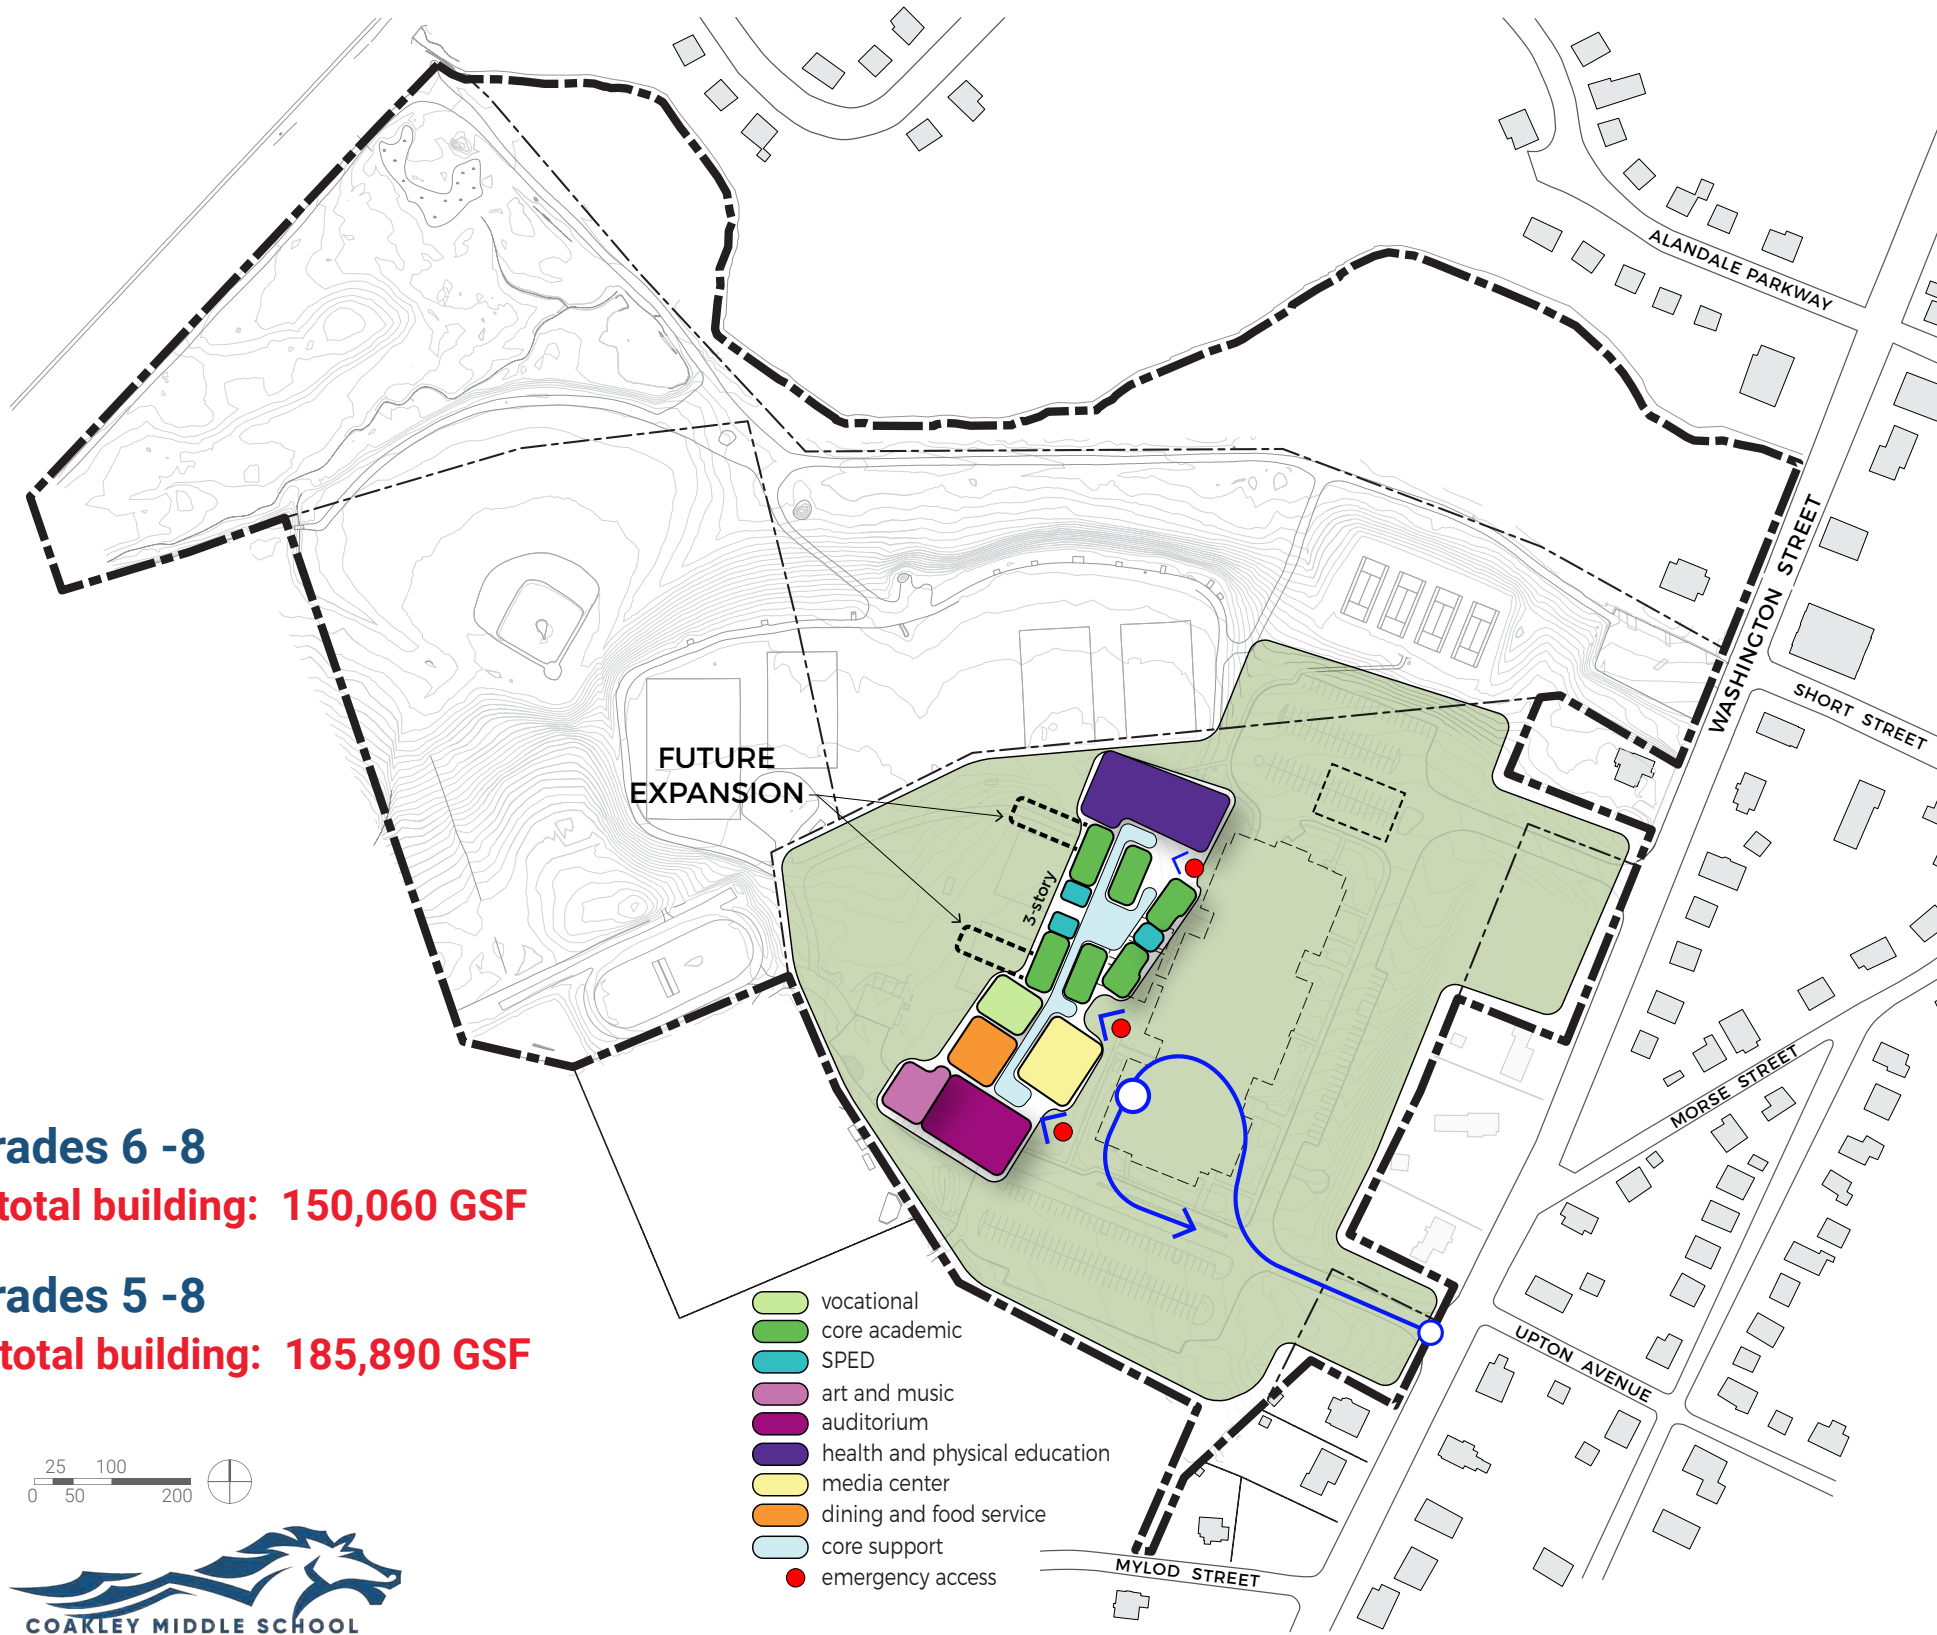 ALANDALE PARKWAY
WASHINGTON STREET
SHORT STREET
FUTURE
EXPANSION
3-story
MORSE STREET
rades 6 -8
total building: 150,060 GSF
rades 5 -8
total building: 185,890 GSF
UPTON AVENUE
vocational
core academic
SPED
art and music
auditorium
health and physical education
media center
dining and food service
core support
emergency access
25 100
0 50 200
MYLOD STREET
COAKLEY MIDDLE SCHOOL